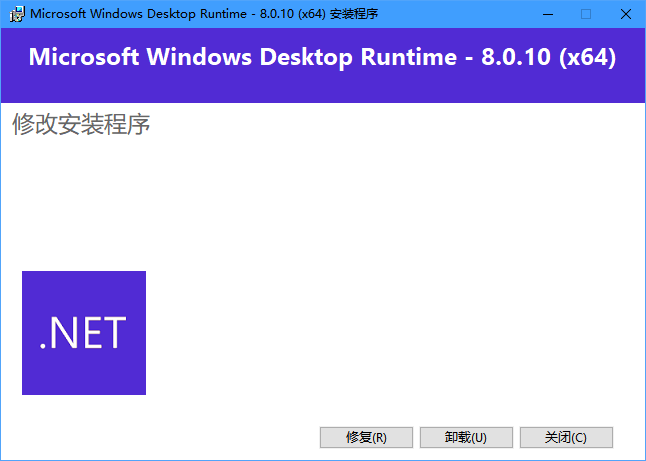 Microsoft Windows Desktop Runtime - 8.0.10 (x64) 安装程序
Microsoft Windows Desktop Runtime - 8.0.10 (x64)
修改安装程序
.NET
修复(R) 卸载(U) 关闭(C)